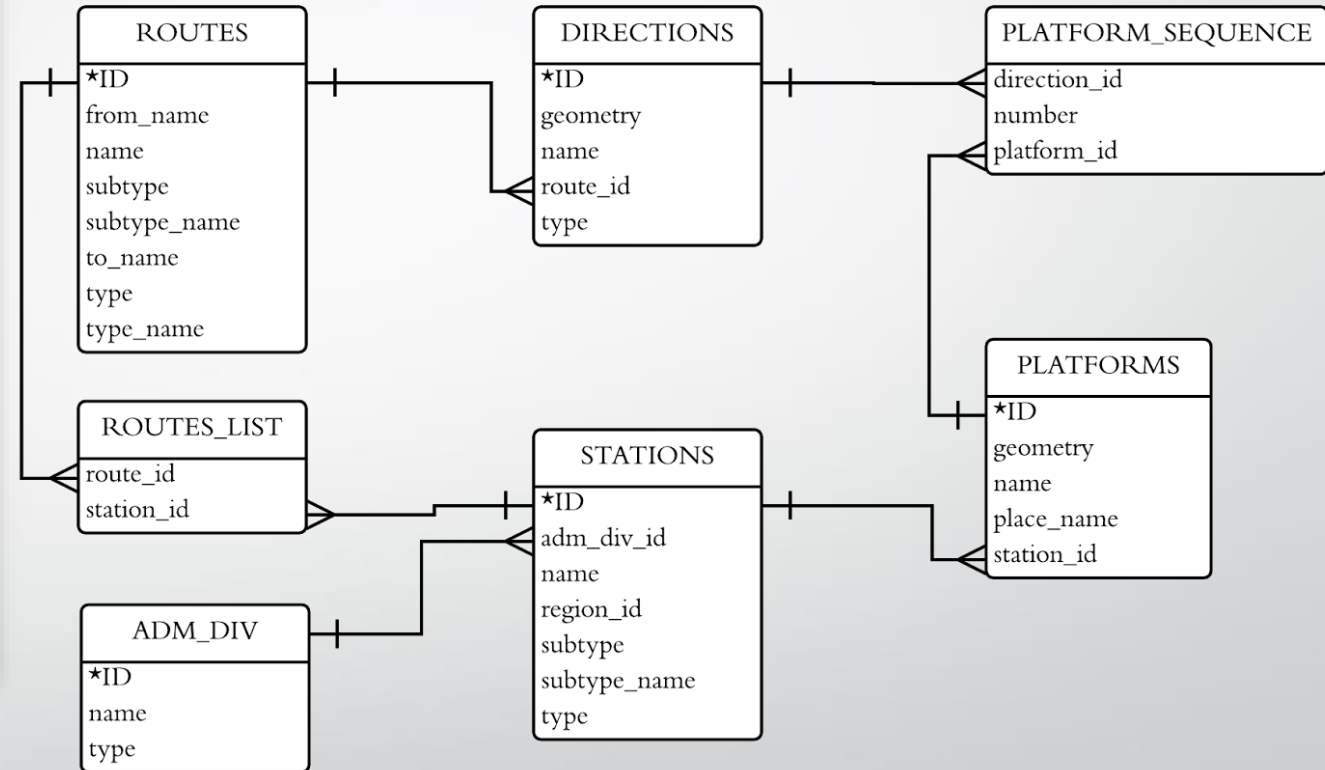 ROUTES
*ID
from_name
name
subtype
subtype_name
to_name
type
type_name
DIRECTIONS
*ID
geometry
name
route_id
type
PLATFORM_SEQUENCE
direction_id
number
platform_id
ROUTES_LIST
route_id
station_id
STATIONS
*ID
adm_div_id
name
region_id
subtype
subtype_name
type
PLATFORMS
*ID
geometry
name
place_name
station_id
ADM_DIV
*ID
name
type